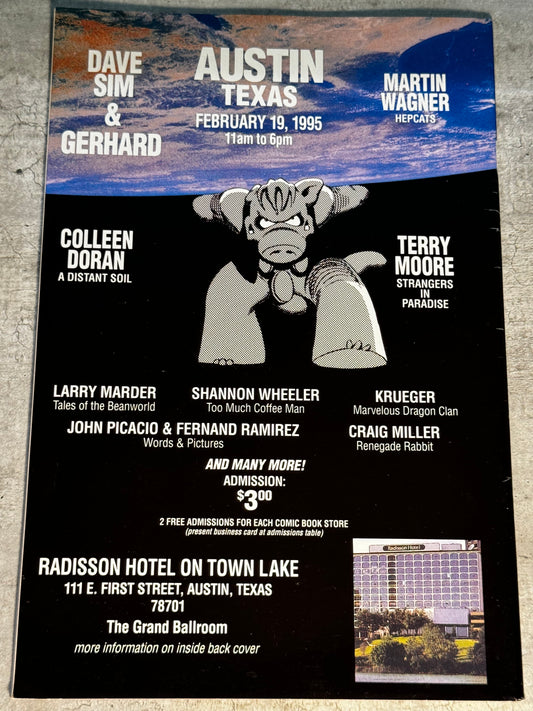 DAVE
SIM
&
GERHARD
AUSTIN
TEXAS
FEBRUARY 19, 1995
11am to 6pm
MARTIN
WAGNER
HEPCATS
COLLEEN
DORAN
A DISTANT SOIL
TERRY
MOORE
STRANGERS
IN
PARADISE
LARRY MARDER
Tales of the Beanworld
SHANNON WHEELER
Too Much Coffee Man
KRUEGER
Marvelous Dragon Clan
JOHN PICACIO & FERNAND RAMIREZ
Words & Pictures
CRAIG MILLER
Renegade Rabbit
AND MANY MORE!
ADMISSION:
$3.00
2 FREE ADMISSIONS FOR EACH COMIC BOOK STORE
(present business card at admissions table)
RADISSON HOTEL ON TOWN LAKE
111 E. FIRST STREET, AUSTIN, TEXAS
78701
The Grand Ballroom
more information on inside back cover
Radisson Hotel